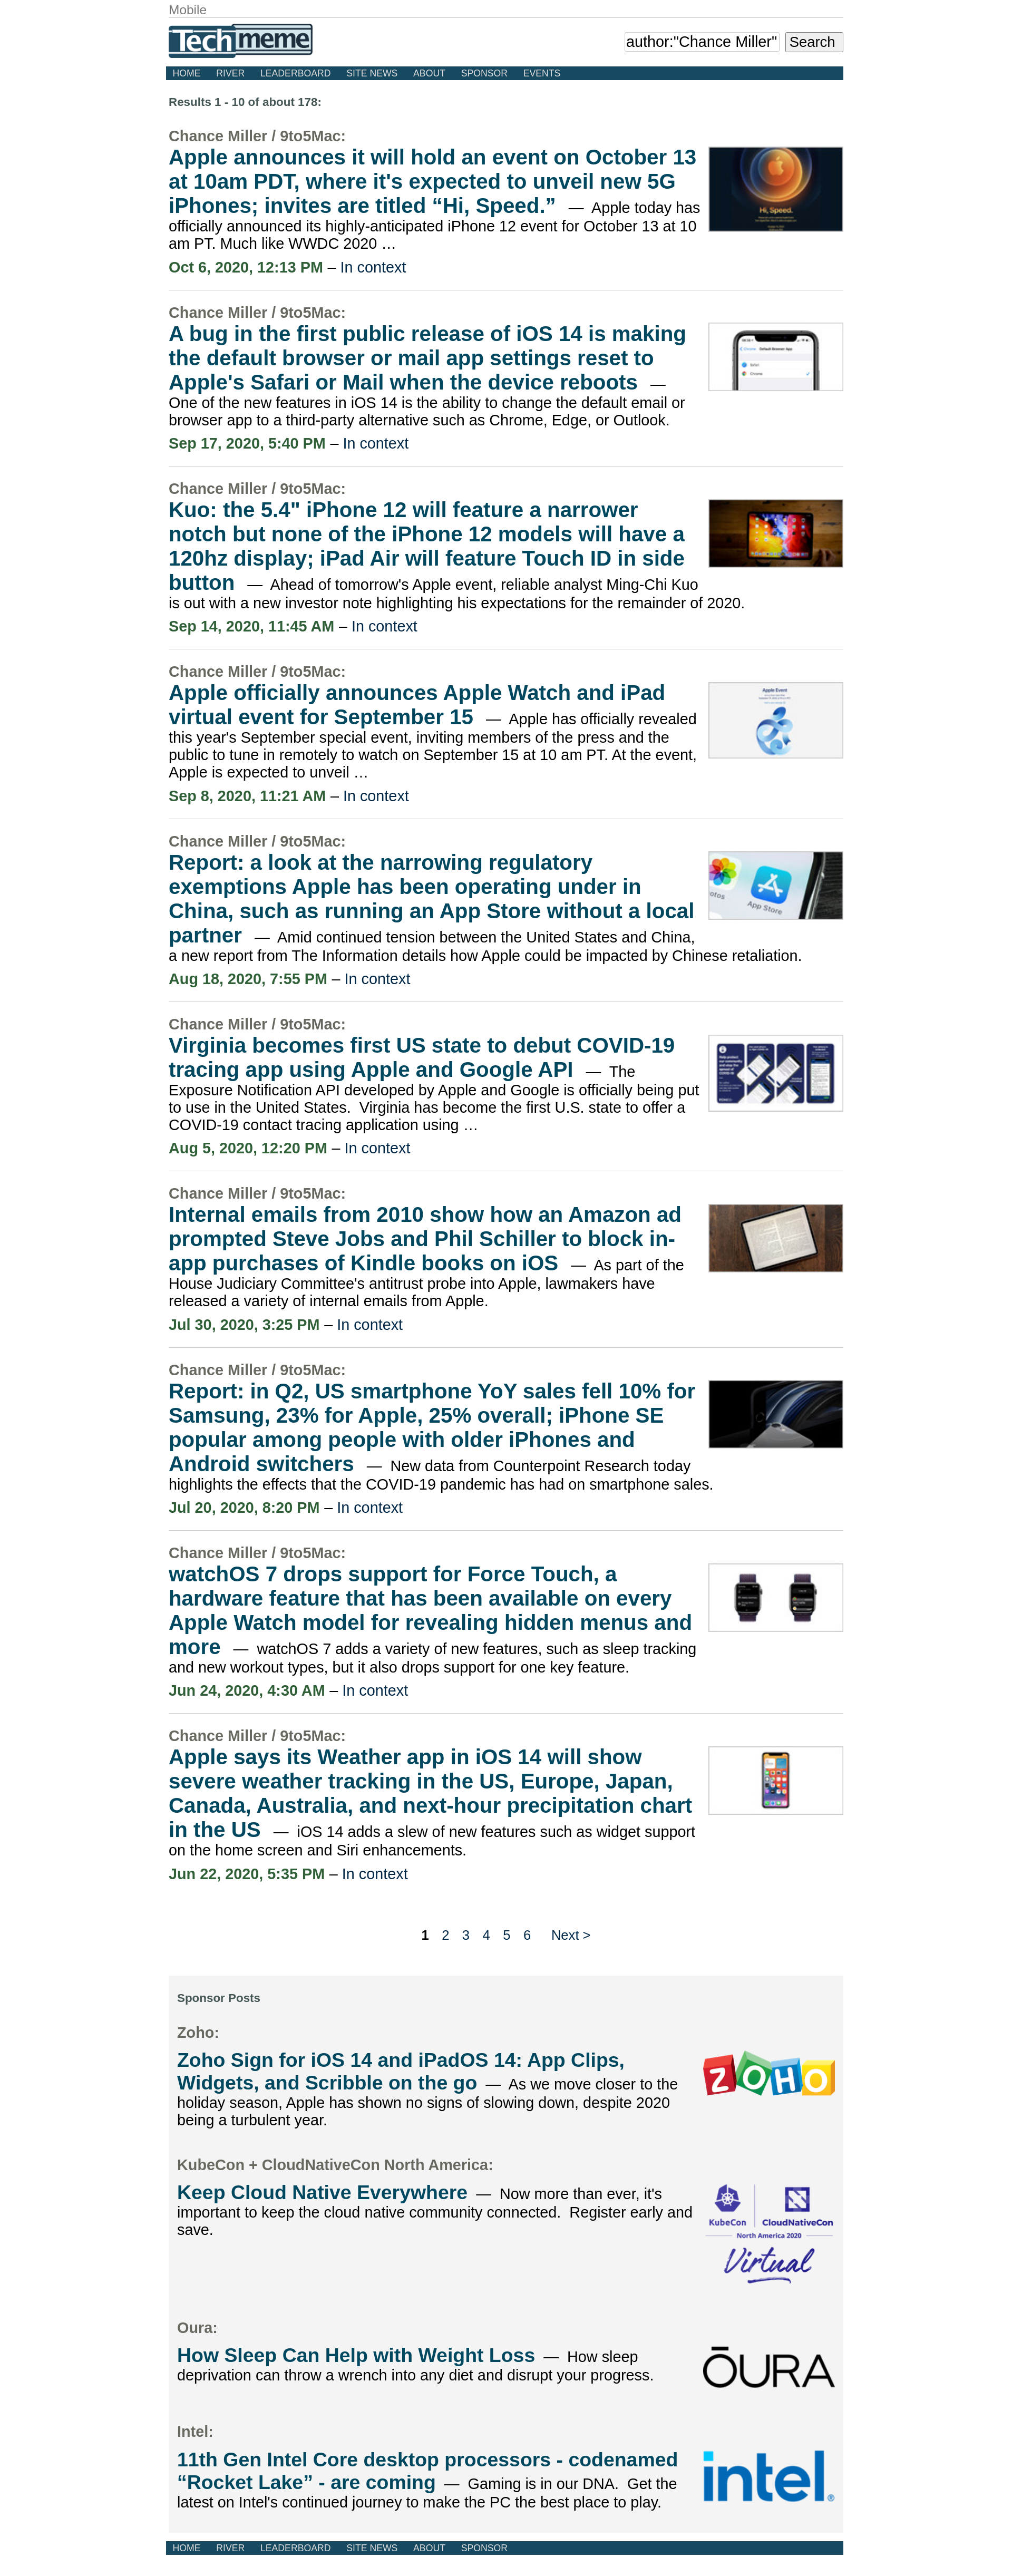 Mobile
Techmeme
author:"Chance Miller"
Search
HOME RIVER LEADERBOARD SITE NEWS ABOUT SPONSOR EVENTS
Results 1 - 10 of about 178:
Chance Miller / 9to5Mac:
Apple announces it will hold an event on October 13
at 10am PDT, where it's expected to unveil new 5G
iPhones; invites are titled “Hi, Speed.” — Apple today has
officially announced its highly-anticipated iPhone 12 event for October 13 at 10
am PT. Much like WWDC 2020 …
Hi, Speed.
Oct 6, 2020, 12:13 PM – In context
Chance Miller / 9to5Mac:
A bug in the first public release of iOS 14 is making
the default browser or mail app settings reset to
Apple's Safari or Mail when the device reboots —
One of the new features in iOS 14 is the ability to change the default email or
browser app to a third-party alternative such as Chrome, Edge, or Outlook.
Sep 17, 2020, 5:40 PM – In context
Chance Miller / 9to5Mac:
Kuo: the 5.4" iPhone 12 will feature a narrower
notch but none of the iPhone 12 models will have a
120hz display; iPad Air will feature Touch ID in side
button — Ahead of tomorrow's Apple event, reliable analyst Ming-Chi Kuo
is out with a new investor note highlighting his expectations for the remainder of 2020.
Sep 14, 2020, 11:45 AM – In context
Chance Miller / 9to5Mac:
Apple officially announces Apple Watch and iPad
virtual event for September 15 — Apple has officially revealed
this year's September special event, inviting members of the press and the
public to tune in remotely to watch on September 15 at 10 am PT. At the event,
Apple is expected to unveil …
Apple Event
Sep 8, 2020, 11:21 AM – In context
Chance Miller / 9to5Mac:
Report: a look at the narrowing regulatory
exemptions Apple has been operating under in
China, such as running an App Store without a local
partner — Amid continued tension between the United States and China,
a new report from The Information details how Apple could be impacted by Chinese retaliation.
otos
App Store
Aug 18, 2020, 7:55 PM – In context
Chance Miller / 9to5Mac:
Virginia becomes first US state to debut COVID-19
tracing app using Apple and Google API — The
Exposure Notification API developed by Apple and Google is officially being put
to use in the United States. Virginia has become the first U.S. state to offer a
COVID-19 contact tracing application using …
Aug 5, 2020, 12:20 PM – In context
Chance Miller / 9to5Mac:
Internal emails from 2010 show how an Amazon ad
prompted Steve Jobs and Phil Schiller to block in-
app purchases of Kindle books on iOS — As part of the
House Judiciary Committee's antitrust probe into Apple, lawmakers have
released a variety of internal emails from Apple.
Jul 30, 2020, 3:25 PM – In context
Chance Miller / 9to5Mac:
Report: in Q2, US smartphone YoY sales fell 10% for
Samsung, 23% for Apple, 25% overall; iPhone SE
popular among people with older iPhones and
Android switchers — New data from Counterpoint Research today
highlights the effects that the COVID-19 pandemic has had on smartphone sales.
Jul 20, 2020, 8:20 PM – In context
Chance Miller / 9to5Mac:
watchOS 7 drops support for Force Touch, a
hardware feature that has been available on every
Apple Watch model for revealing hidden menus and
more — watchOS 7 adds a variety of new features, such as sleep tracking
and new workout types, but it also drops support for one key feature.
Jun 24, 2020, 4:30 AM – In context
Chance Miller / 9to5Mac:
Apple says its Weather app in iOS 14 will show
severe weather tracking in the US, Europe, Japan,
Canada, Australia, and next-hour precipitation chart
in the US — iOS 14 adds a slew of new features such as widget support
on the home screen and Siri enhancements.
Jun 22, 2020, 5:35 PM – In context
1 2 3 4 5 6 Next >
Sponsor Posts
Zoho:
Zoho Sign for iOS 14 and iPadOS 14: App Clips,
Widgets, and Scribble on the go — As we move closer to the
holiday season, Apple has shown no signs of slowing down, despite 2020
being a turbulent year.
ZOHO
KubeCon + CloudNativeCon North America:
Keep Cloud Native Everywhere — Now more than ever, it's
important to keep the cloud native community connected. Register early and
save.
KubeCon CloudNativeCon
North America 2020
Virtual
Oura:
How Sleep Can Help with Weight Loss — How sleep
deprivation can throw a wrench into any diet and disrupt your progress.
ŌURA
Intel:
11th Gen Intel Core desktop processors - codenamed
“Rocket Lake” - are coming — Gaming is in our DNA. Get the
latest on Intel's continued journey to make the PC the best place to play.
intel®
HOME RIVER LEADERBOARD SITE NEWS ABOUT SPONSOR